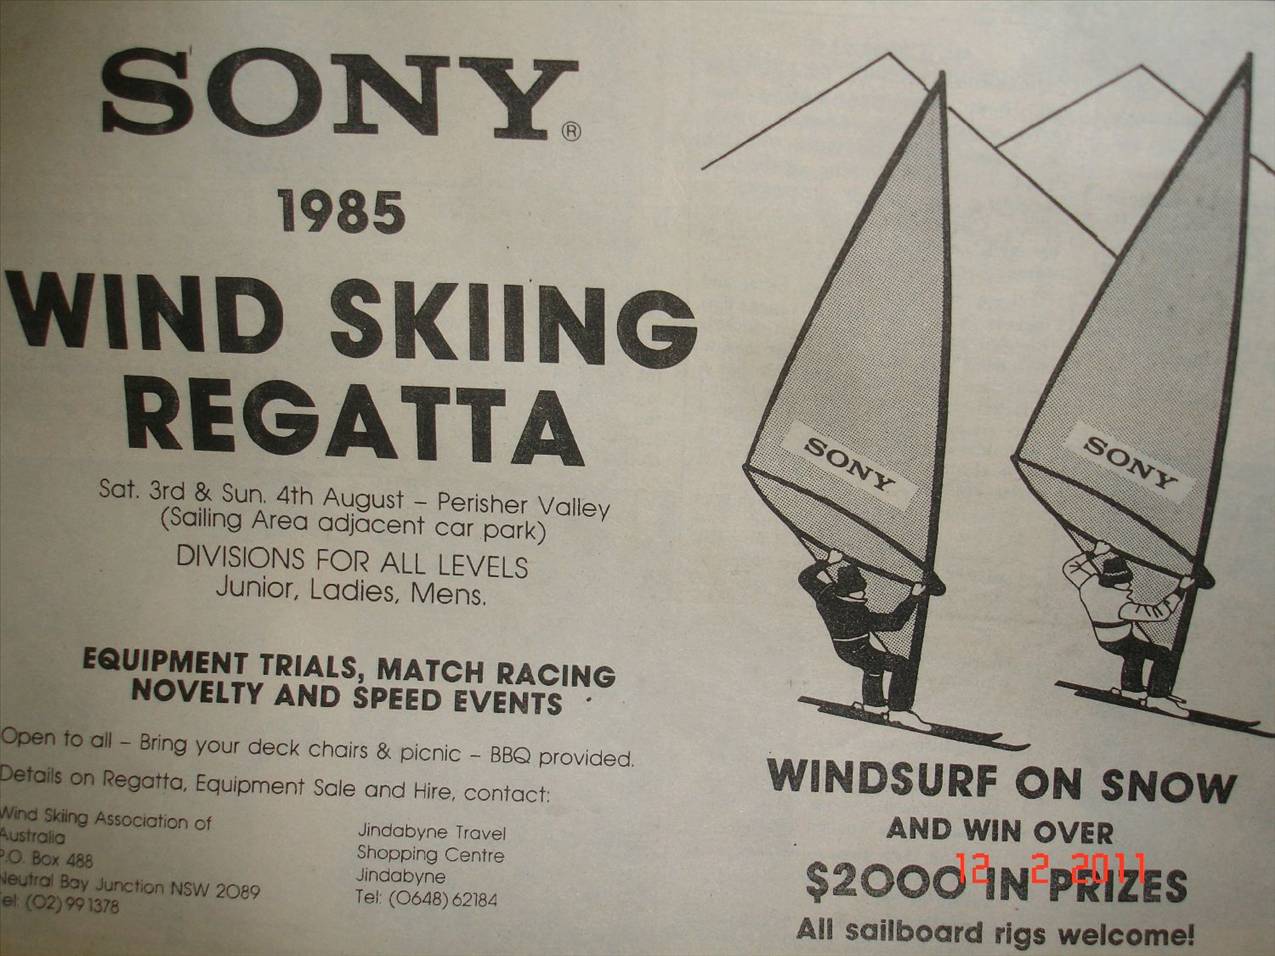 SONY®
1985
WIND SKIING
REGATTA
Sat. 3rd & Sun. 4th August – Perisher Valley
(Sailing Area adjacent car park)
DIVISIONS FOR ALL LEVELS
Junior, Ladies, Mens.
EQUIPMENT TRIALS, MATCH RACING
NOVELTY AND SPEED EVENTS
Open to all – Bring your deck chairs & picnic – BBQ provided.
Details on Regatta, Equipment Sale and Hire, contact:
Wind Skiing Association of
Australia
P.O. Box 488
Neutral Bay Junction NSW 2089
Tel: (02) 991378
Jindabyne Travel
Shopping Centre
Jindabyne
Tel: (0648) 62184
SONY
SONY
WINDSURF ON SNOW
AND WIN OVER
$2000 IN PRIZES
All sailboard rigs welcome!
12 2 2011